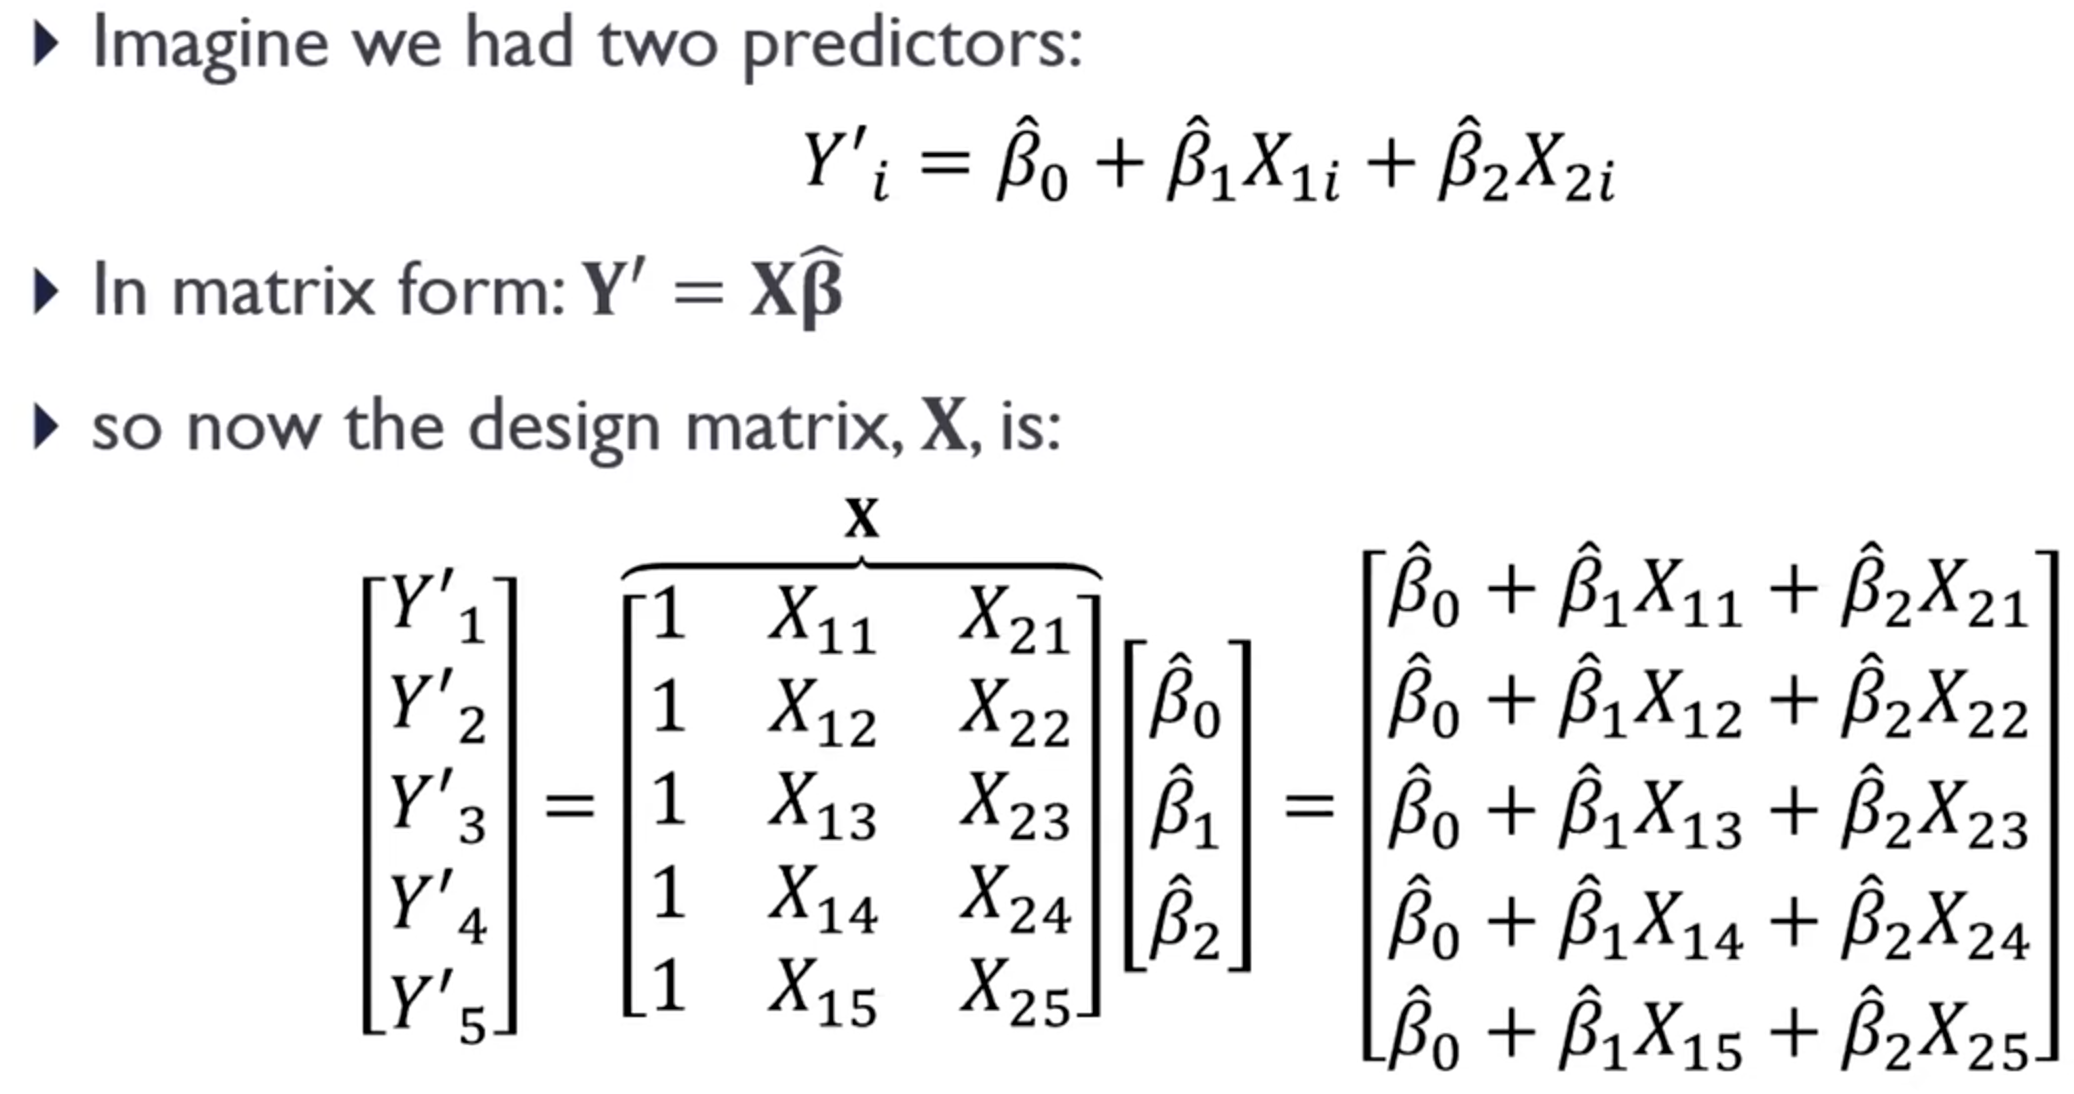 ▶ Imagine we had two predictors:
Y′ᵢ = β̂₀ + β̂₁X₁ᵢ + β̂₂X₂ᵢ
▶ In matrix form: 𝐘′ = 𝐗𝛃̂
▶ so now the design matrix, 𝐗, is:
𝐗
[Y′₁; Y′₂; Y′₃; Y′₄; Y′₅] = [1 X₁₁ X₂₁; 1 X₁₂ X₂₂; 1 X₁₃ X₂₃; 1 X₁₄ X₂₄; 1 X₁₅ X₂₅] [β̂₀; β̂₁; β̂₂] = [β̂₀ + β̂₁X₁₁ + β̂₂X₂₁; β̂₀ + β̂₁X₁₂ + β̂₂X₂₂; β̂₀ + β̂₁X₁₃ + β̂₂X₂₃; β̂₀ + β̂₁X₁₄ + β̂₂X₂₄; β̂₀ + β̂₁X₁₅ + β̂₂X₂₅]